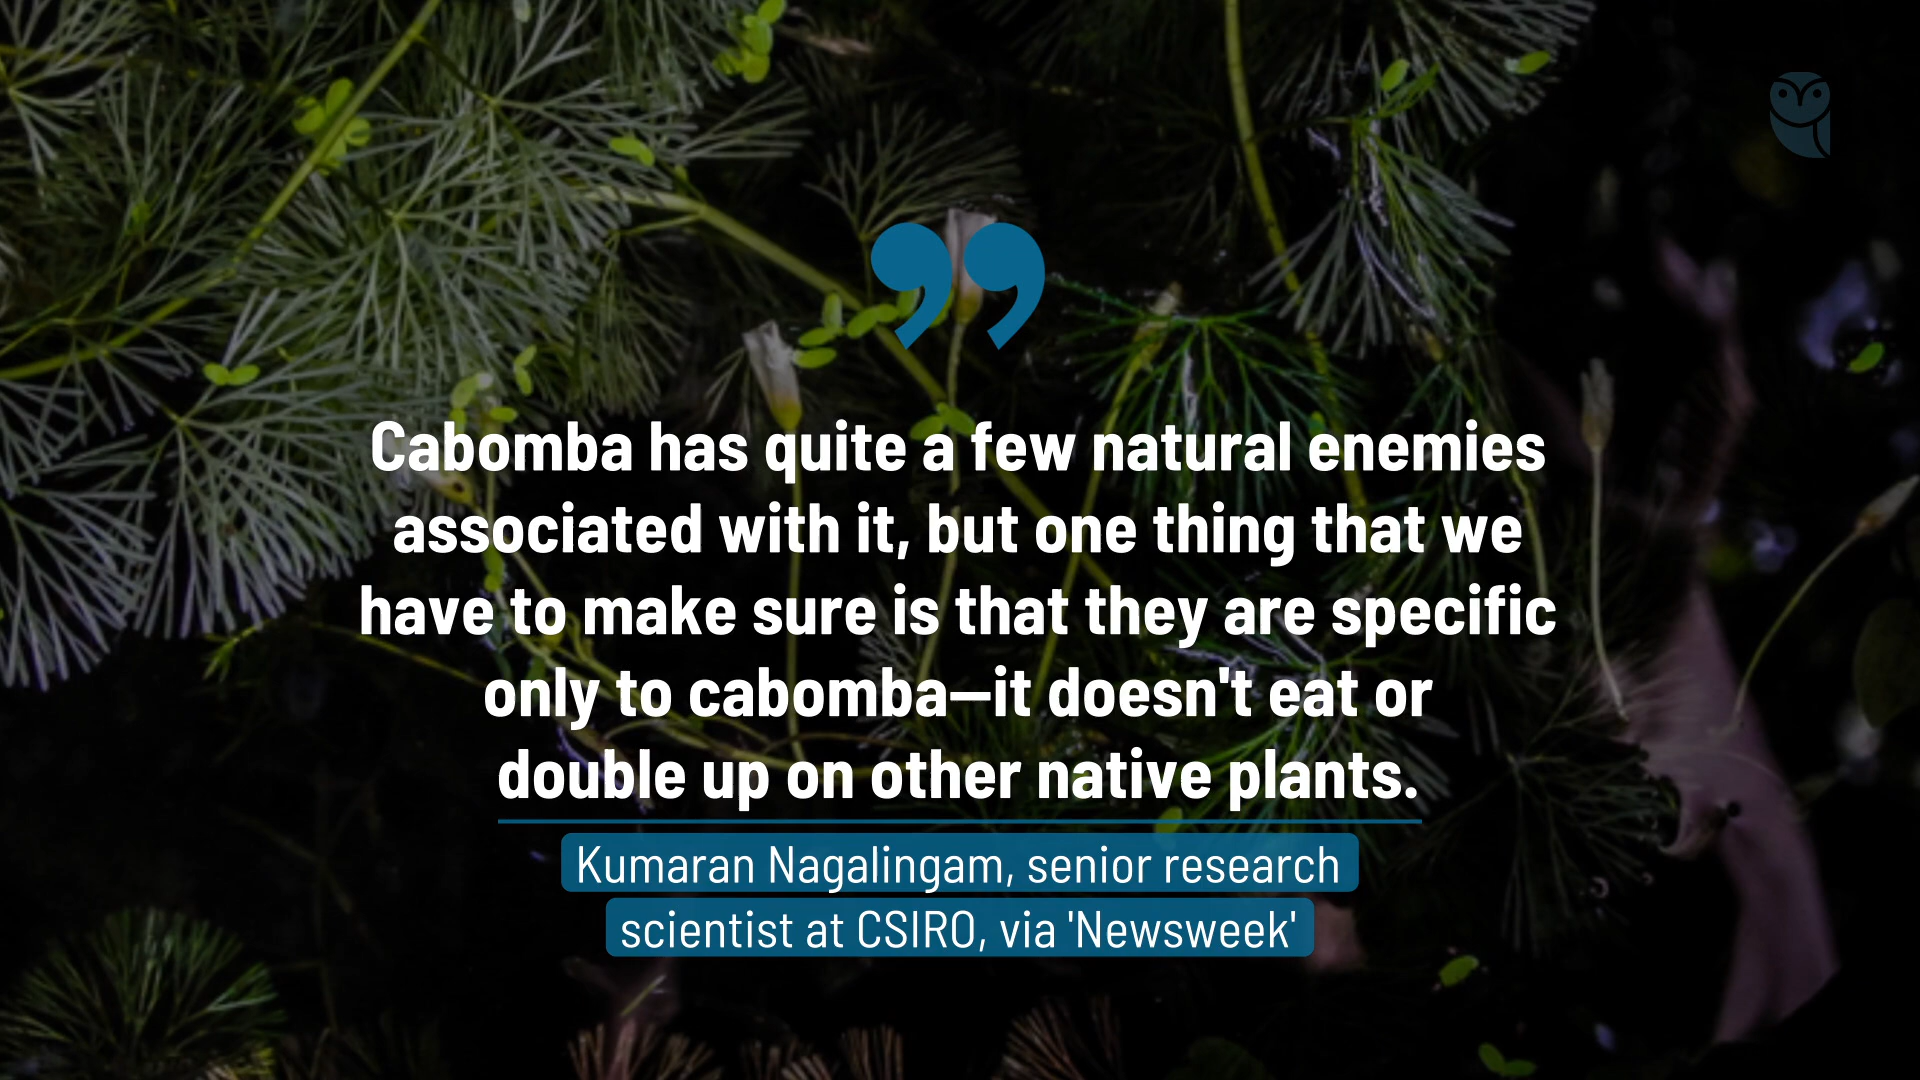 Cabomba has quite a few natural enemies
associated with it, but one thing that we
have to make sure is that they are specific
only to cabomba—it doesn't eat or
double up on other native plants.
Kumaran Nagalingam, senior research
scientist at CSIRO, via 'Newsweek'